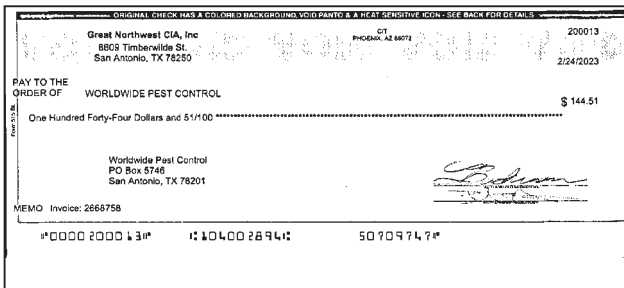 ORIGINAL CHECK HAS A COLORED BACKGROUND, VOID PANTO & A HEAT SENSITIVE ICON - SEE BACK FOR DETAILS
Great Northwest CIA, Inc
8809 Timberwilde St.
San Antonio, TX 78250
CIT
PHOENIX, AZ 85072
200013
2/24/2023
PAY TO THE
ORDER OF WORLDWIDE PEST CONTROL
$ 144.51
One Hundred Forty-Four Dollars and 51/100
Worldwide Pest Control
PO Box 5746
San Antonio, TX 78201
MEMO Invoice: 2668758
⑈0000200013⑈ ⑆104002894⑆ 50709747⑈